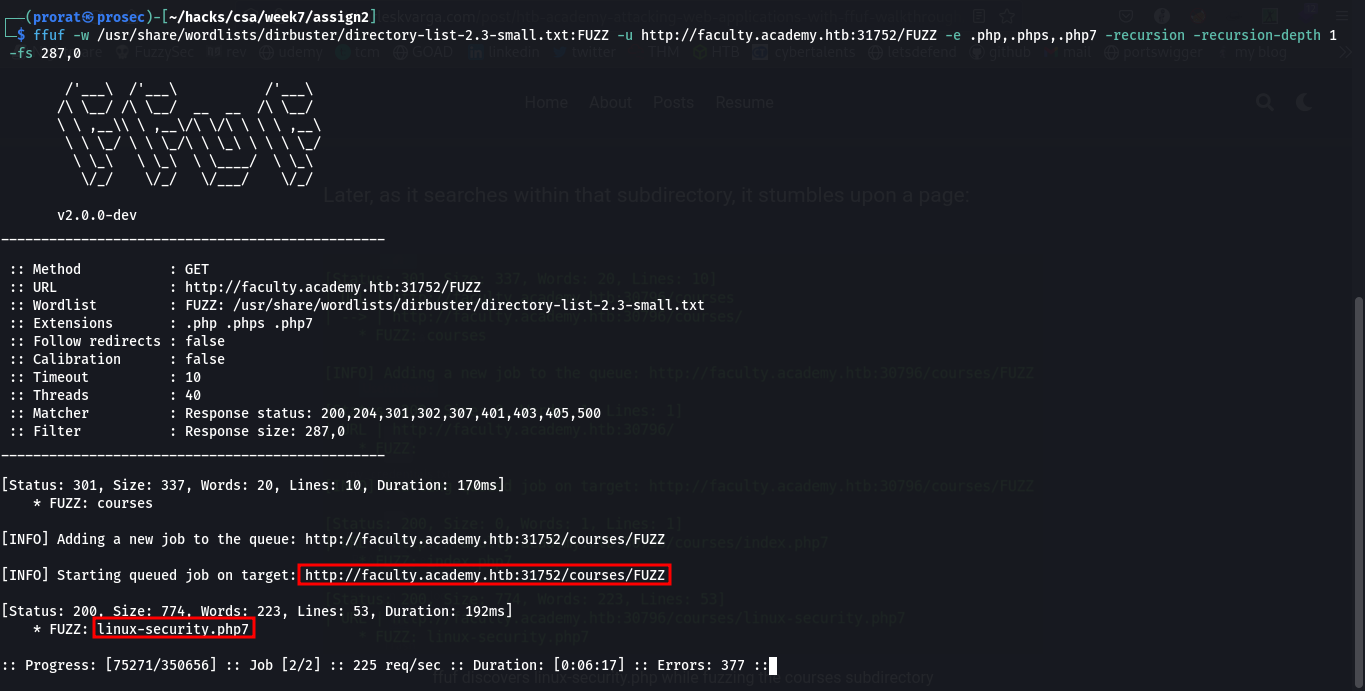 (prorat㉿prosec)-[~/hacks/csa/week7/assign2]
$ ffuf -w /usr/share/wordlists/dirbuster/directory-list-2.3-small.txt:FUZZ -u http://faculty.academy.htb:31752/FUZZ -e .php,.phps,.php7 -recursion -recursion-depth 1
-fs 287,0
Home About Posts Resume
Later, as it searches within that subdirectory, it stumbles upon a page:
v2.0.0-dev
:: Method : GET
:: URL : http://faculty.academy.htb:31752/FUZZ
:: Wordlist : FUZZ: /usr/share/wordlists/dirbuster/directory-list-2.3-small.txt
:: Extensions : .php .phps .php7
:: Follow redirects : false
:: Calibration : false
:: Timeout : 10
:: Threads : 40
:: Matcher : Response status: 200,204,301,302,307,401,403,405,500
:: Filter : Response size: 287,0
[Status: 301, Size: 337, Words: 20, Lines: 10, Duration: 170ms]
* FUZZ: courses
[INFO] Adding a new job to the queue: http://faculty.academy.htb:31752/courses/FUZZ
[INFO] Starting queued job on target: http://faculty.academy.htb:31752/courses/FUZZ
[Status: 200, Size: 774, Words: 223, Lines: 53, Duration: 192ms]
* FUZZ: linux-security.php7
:: Progress: [75271/350656] :: Job [2/2] :: 225 req/sec :: Duration: [0:06:17] :: Errors: 377 ::
ffuf discovers linux-security.php while fuzzing the courses subdirectory